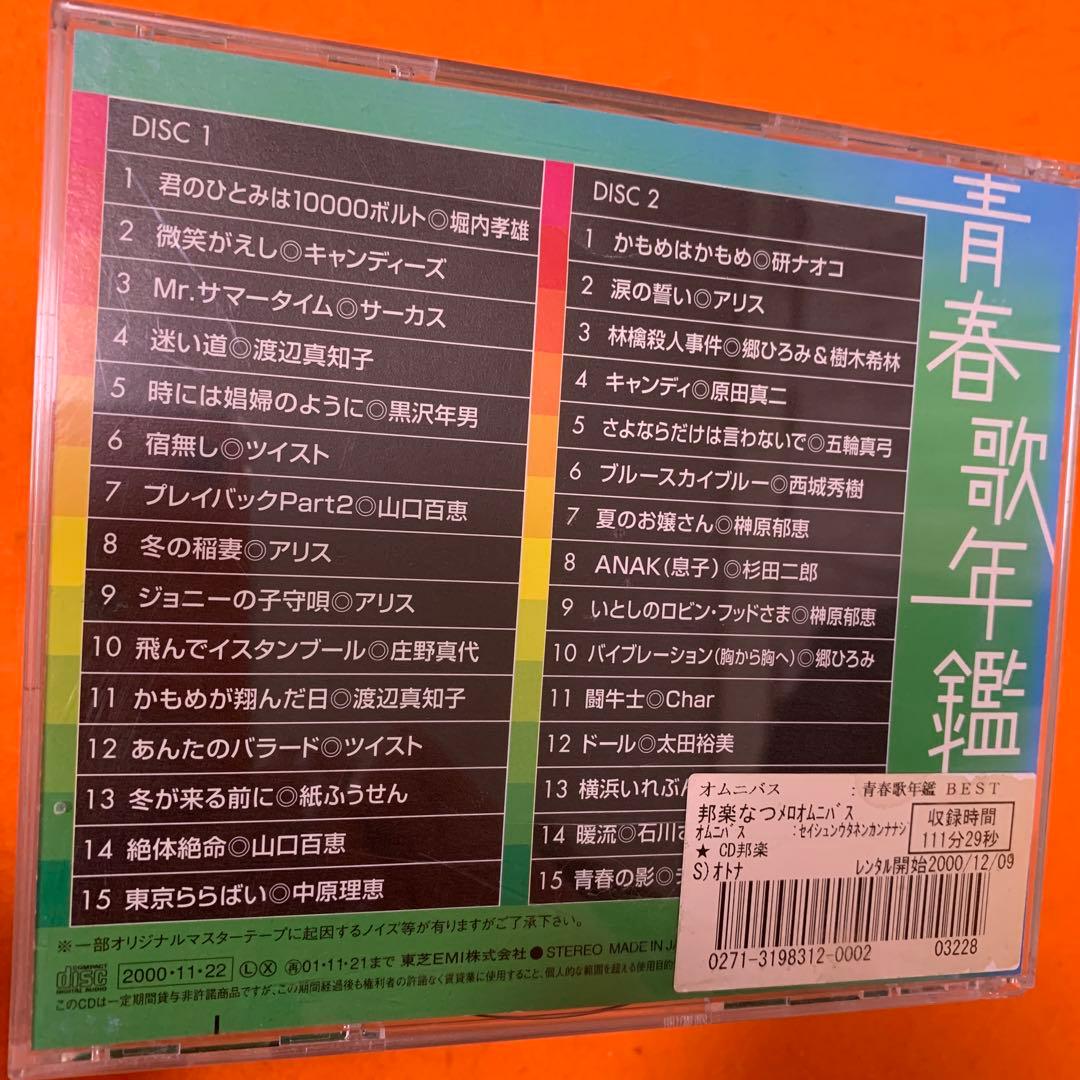 DISC 1
1 君のひとみは10000ボルト◎堀内孝雄
2 微笑がえし◎キャンディーズ
3 Mr.サマータイム◎サーカス
4 迷い道◎渡辺真知子
5 時には娼婦のように◎黒沢年男
6 宿無し◎ツイスト
7 プレイバックPart2◎山口百恵
8 冬の稲妻◎アリス
9 ジョニーの子守唄◎アリス
10 飛んでイスタンブール◎庄野真代
11 かもめが翔んだ日◎渡辺真知子
12 あんたのバラード◎ツイスト
13 冬が来る前に◎紙ふうせん
14 絶体絶命◎山口百恵
15 東京ららばい◎中原理恵
DISC 2
1 かもめはかもめ◎研ナオコ
2 涙の誓い◎アリス
3 林檎殺人事件◎郷ひろみ&樹木希林
4 キャンディ◎原田真二
5 さよならだけは言わないで◎五輪真弓
6 ブルースカイブルー◎西城秀樹
7 夏のお嬢さん◎榊原郁恵
8 ANAK(息子)◎杉田二郎
9 いとしのロビン・フッドさま◎榊原郁恵
10 バイブレーション(胸から胸へ)◎郷ひろみ
11 闘牛士◎Char
12 ドール◎太田裕美
13 横浜いれぶん
14 暖流◎石川さ
15 青春の影◎
青春歌年鑑
オムニバス :青春歌年鑑 BEST
邦楽なつメロオムニバス
オムニバス :セイシュンウタネンカンナナジ
★ CD邦楽
収録時間
111分29秒
S)オトナ レンタル開始2000/12/09
0271-3198312-0002 03228
※一部オリジナルマスターテープに起因するノイズ等が有りますがご了承下さい。
COMPACT disc DIGITAL AUDIO 2000・11・22 Ⓛ Ⓧ 再01・11・21まで 東芝EMI株式会社 ● STEREO MADE IN JA
このCDは一定期間貸与非許諾商品ですが、この期間経過後も権利者の許諾なく賃貸業に使用すること、個人的な範囲を超える使用目的